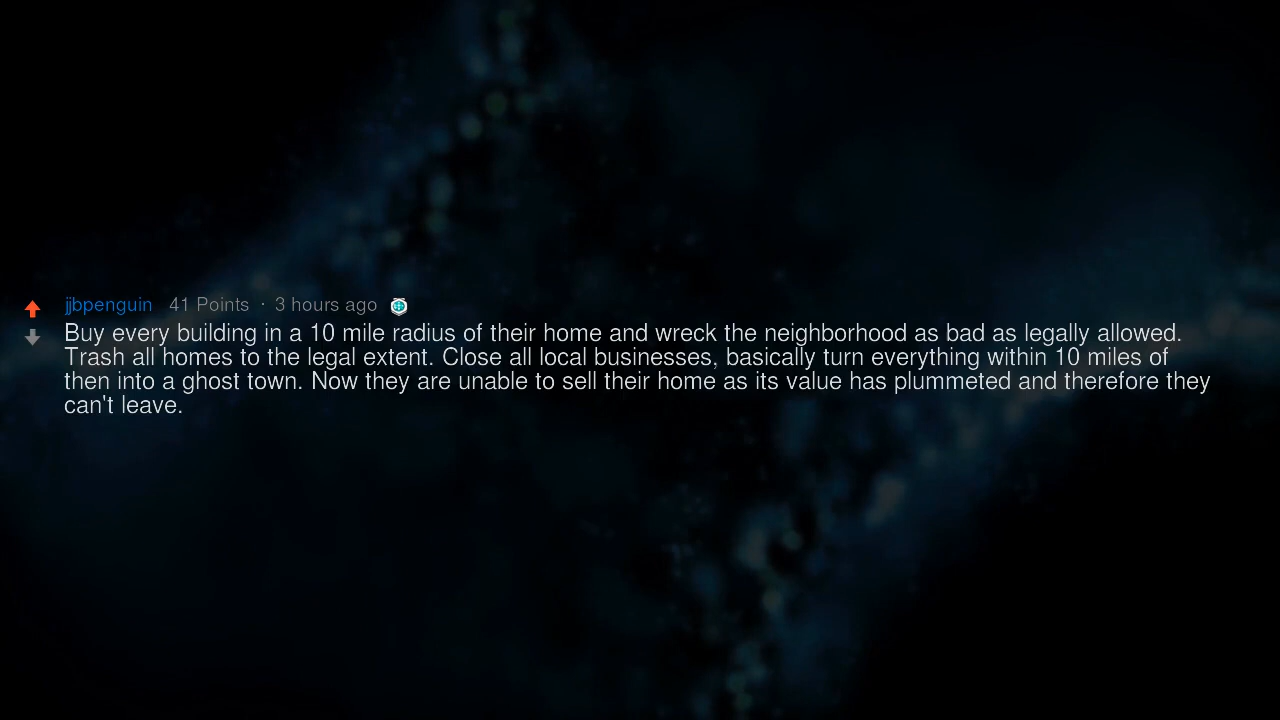 jjbpenguin 41 Points · 3 hours ago
Buy every building in a 10 mile radius of their home and wreck the neighborhood as bad as legally allowed.
Trash all homes to the legal extent. Close all local businesses, basically turn everything within 10 miles of
then into a ghost town. Now they are unable to sell their home as its value has plummeted and therefore they
can't leave.